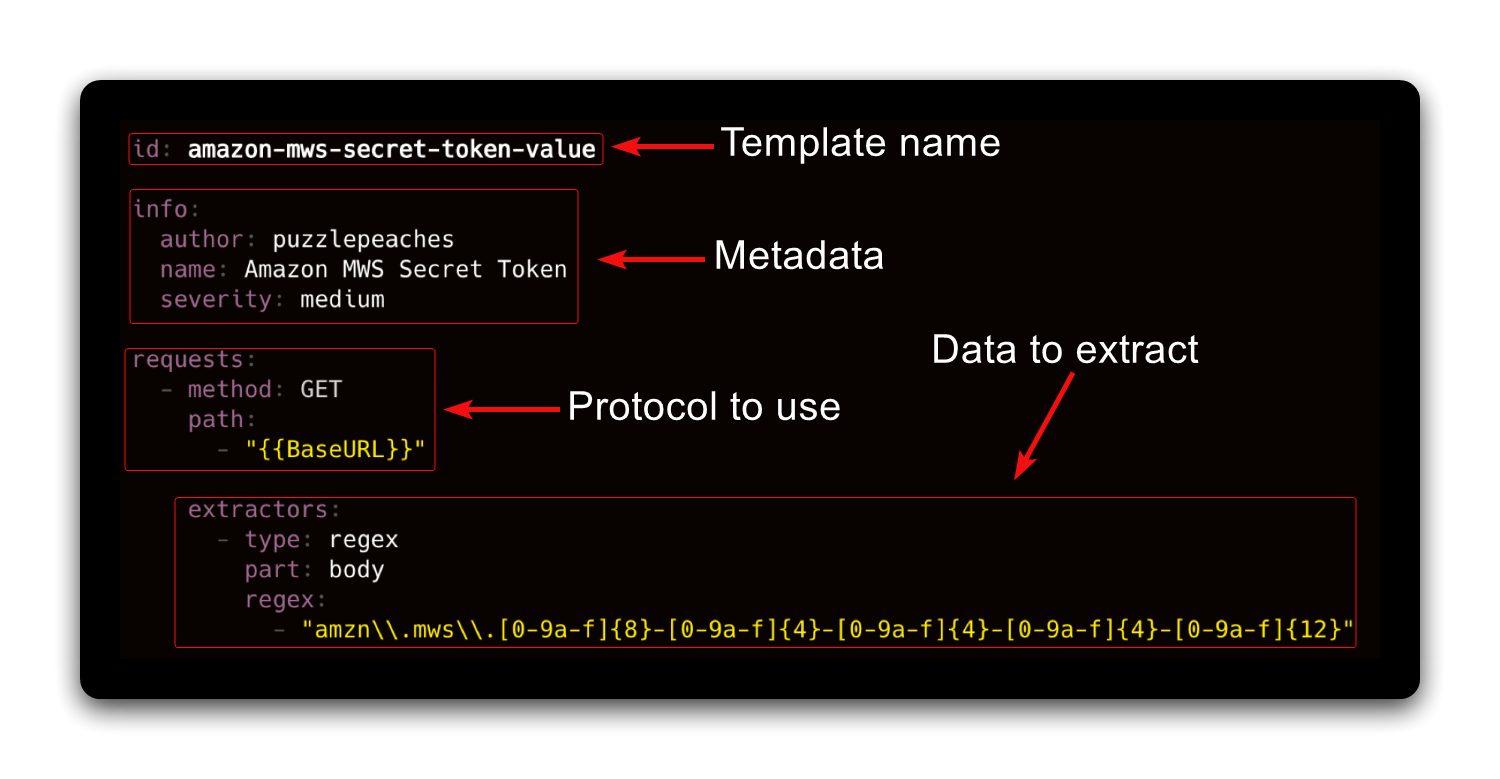 id: amazon-mws-secret-token-value
Template name
info:
author: puzzlepeaches
name: Amazon MWS Secret Token
severity: medium
Metadata
requests:
- method: GET
path:
- "{{BaseURL}}"
Protocol to use
Data to extract
extractors:
- type: regex
part: body
regex:
- "amzn\\.mws\\.[0-9a-f]{8}-[0-9a-f]{4}-[0-9a-f]{4}-[0-9a-f]{4}-[0-9a-f]{12}"